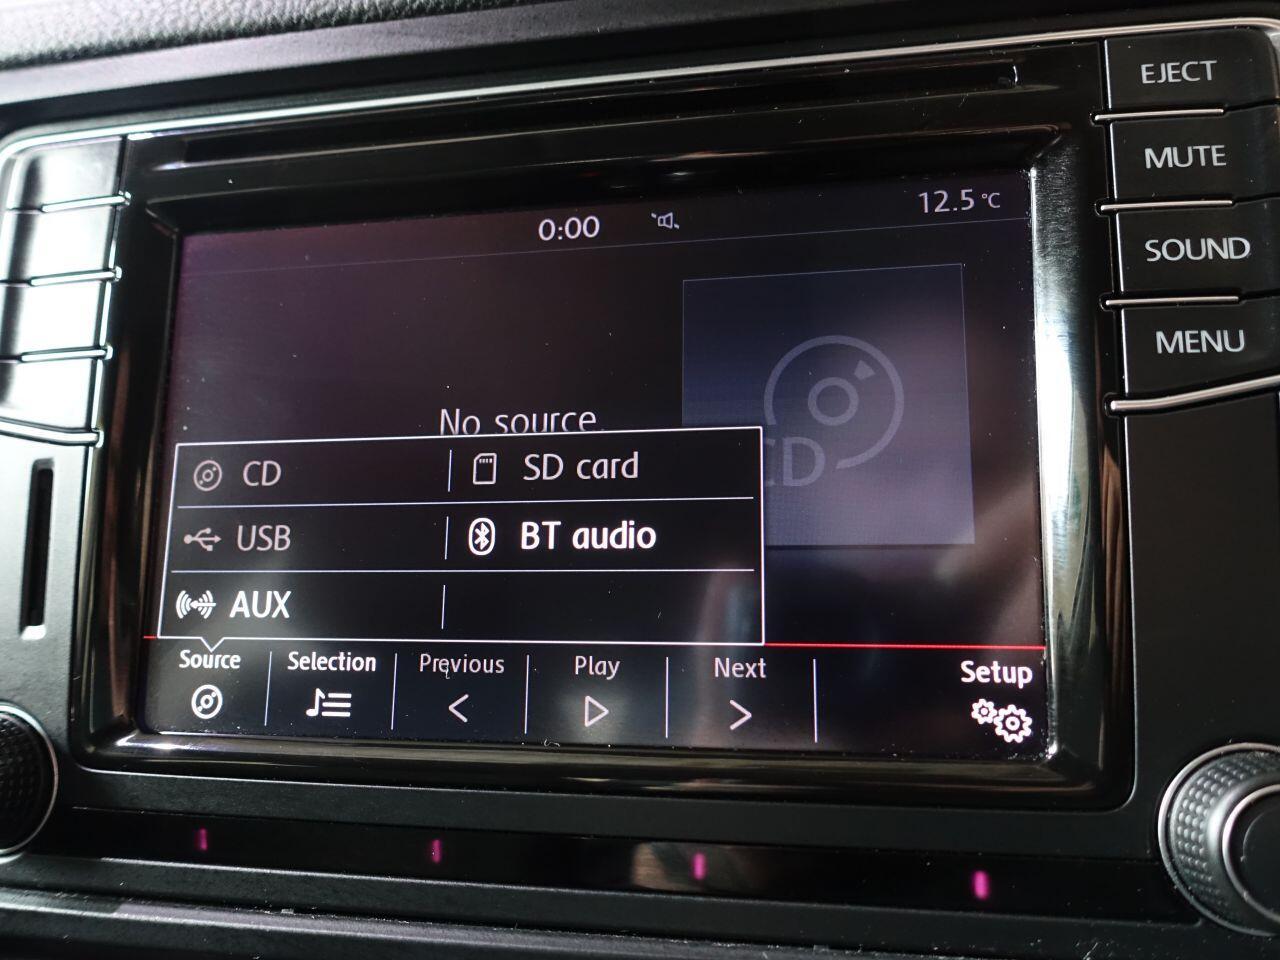 EJECT
MUTE
SOUND
MENU
0:00
12.5 °C
No source
CD
CD
SD card
USB
BT audio
AUX
Source
Selection
Previous
Play
Next
Setup